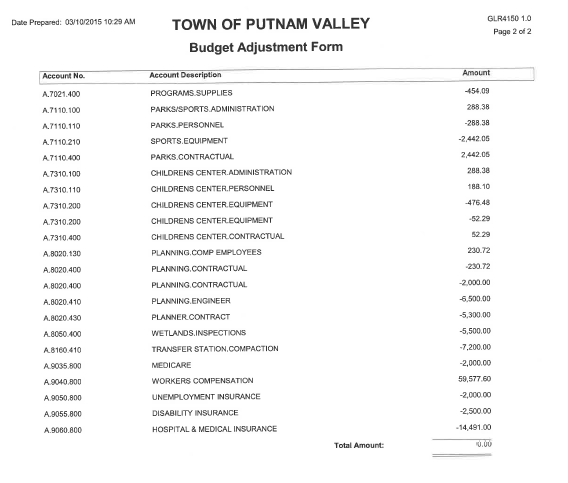 Date Prepared: 03/10/2015 10:29 AM TOWN OF PUTNAM VALLEY GLR4150 1.0
Page 2 of 2
Budget Adjustment Form
Account No. Account Description Amount
A.7021.400 PROGRAMS.SUPPLIES -454.09
A.7110.100 PARKS/SPORTS.ADMINISTRATION 288.38
A.7110.110 PARKS.PERSONNEL -288.38
A.7110.210 SPORTS.EQUIPMENT -2,442.05
A.7110.400 PARKS.CONTRACTUAL 2,442.05
A.7310.100 CHILDRENS CENTER.ADMINISTRATION 288.38
A.7310.110 CHILDRENS CENTER.PERSONNEL 188.10
A.7310.200 CHILDRENS CENTER.EQUIPMENT -476.48
A.7310.200 CHILDRENS CENTER.EQUIPMENT -52.29
A.7310.400 CHILDRENS CENTER.CONTRACTUAL 52.29
A.8020.130 PLANNING.COMP EMPLOYEES 230.72
A.8020.400 PLANNING.CONTRACTUAL -230.72
A.8020.400 PLANNING.CONTRACTUAL -2,000.00
A.8020.410 PLANNING.ENGINEER -6,500.00
A.8020.430 PLANNER.CONTRACT -5,300.00
A.8050.400 WETLANDS.INSPECTIONS -5,500.00
A.8160.410 TRANSFER STATION.COMPACTION -7,200.00
A.9035.800 MEDICARE -2,000.00
A.9040.800 WORKERS COMPENSATION 59,577.60
A.9050.800 UNEMPLOYMENT INSURANCE -2,000.00
A.9055.800 DISABILITY INSURANCE -2,500.00
A.9060.800 HOSPITAL & MEDICAL INSURANCE -14,491.00
Total Amount: 0.00